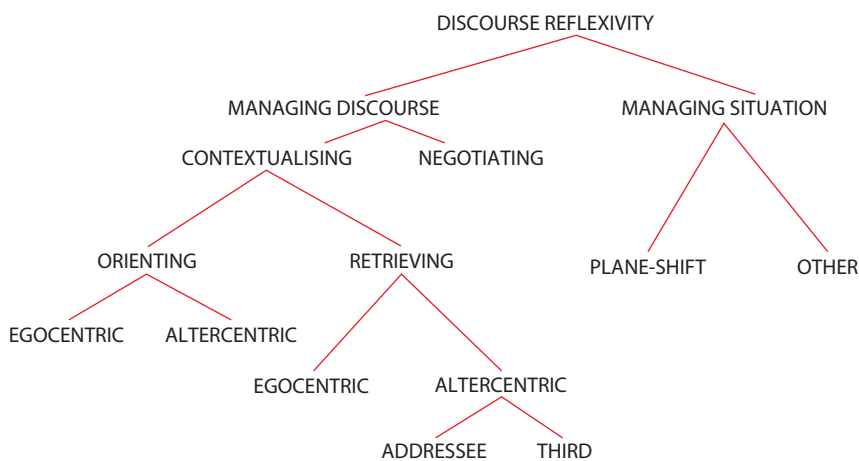 DISCOURSE REFLEXIVITY
MANAGING DISCOURSE
MANAGING SITUATION
CONTEXTUALISING
NEGOTIATING
ORIENTING
RETRIEVING
PLANE-SHIFT
OTHER
EGOCENTRIC
ALTERCENTRIC
EGOCENTRIC
ALTERCENTRIC
ADDRESSEE
THIRD